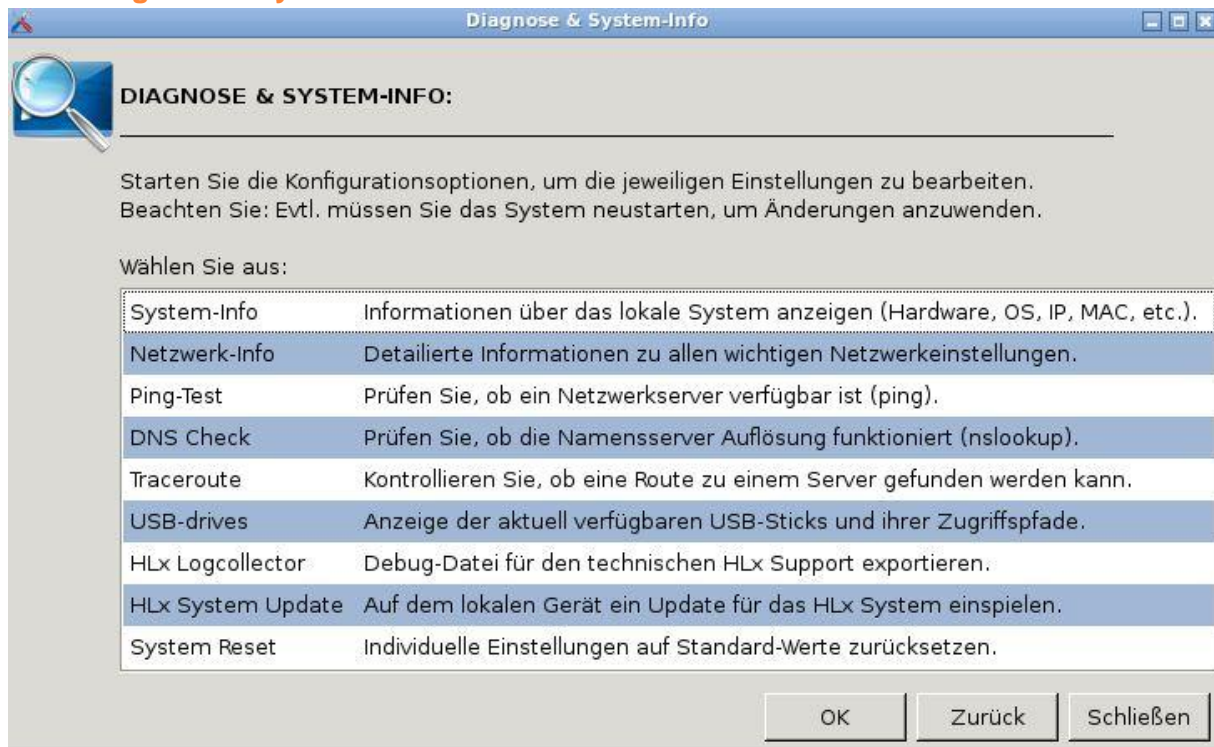 Diagnose & System-Info
DIAGNOSE & SYSTEM-INFO:
Starten Sie die Konfigurationsoptionen, um die jeweiligen Einstellungen zu bearbeiten.
Beachten Sie: Evtl. müssen Sie das System neustarten, um Änderungen anzuwenden.
Wählen Sie aus:
System-Info Informationen über das lokale System anzeigen (Hardware, OS, IP, MAC, etc.).
Netzwerk-Info Detailierte Informationen zu allen wichtigen Netzwerkeinstellungen.
Ping-Test Prüfen Sie, ob ein Netzwerkserver verfügbar ist (ping).
DNS Check Prüfen Sie, ob die Namensserver Auflösung funktioniert (nslookup).
Traceroute Kontrollieren Sie, ob eine Route zu einem Server gefunden werden kann.
USB-drives Anzeige der aktuell verfügbaren USB-Sticks und ihrer Zugriffspfade.
HLx Logcollector Debug-Datei für den technischen HLx Support exportieren.
HLx System Update Auf dem lokalen Gerät ein Update für das HLx System einspielen.
System Reset Individuelle Einstellungen auf Standard-Werte zurücksetzen.
OK Zurück Schließen